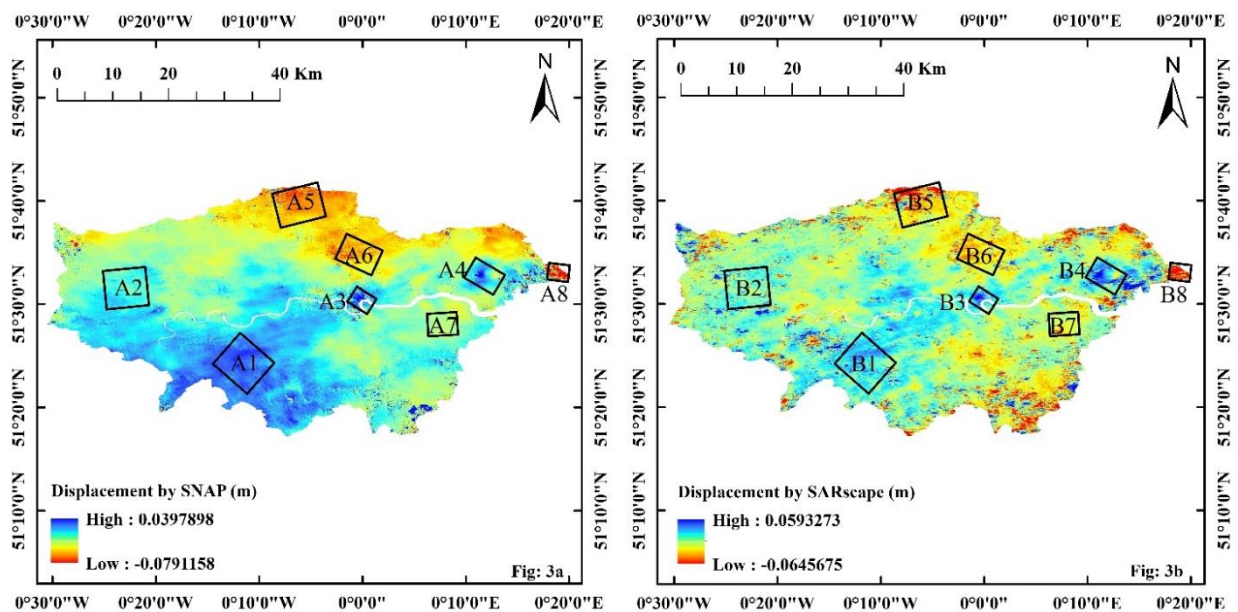 0°30'0"W 0°20'0"W 0°10'0"W 0°0'0" 0°10'0"E 0°20'0"E
0 10 20 40 Km
N
51°50'0"N 51°50'0"N
51°40'0"N 51°40'0"N
51°30'0"N 51°30'0"N
51°20'0"N 51°20'0"N
51°10'0"N 51°10'0"N
A5
A6
A4
A2
A3
A8
A7
A1
Displacement by SNAP (m)
High : 0.0397898
Low : -0.0791158
Fig: 3a
0°30'0"W 0°20'0"W 0°10'0"W 0°0'0" 0°10'0"E 0°20'0"E
0°30'0"W 0°20'0"W 0°10'0"W 0°0'0" 0°10'0"E 0°20'0"E
0 10 20 40 Km
N
51°50'0"N 51°50'0"N
51°40'0"N 51°40'0"N
51°30'0"N 51°30'0"N
51°20'0"N 51°20'0"N
51°10'0"N 51°10'0"N
B5
B6
B4
B2
B3
B8
B7
B1
Displacement by SARscape (m)
High : 0.0593273
Low : -0.0645675
Fig: 3b
0°30'0"W 0°20'0"W 0°10'0"W 0°0'0" 0°10'0"E 0°20'0"E